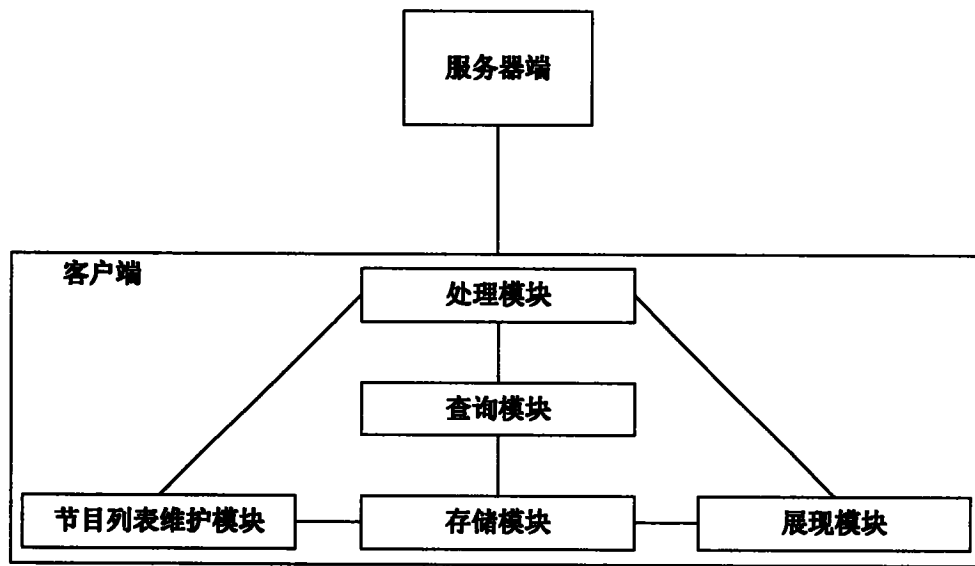 服务器端
客户端
处理模块
查询模块
节目列表维护模块
存储模块
展现模块